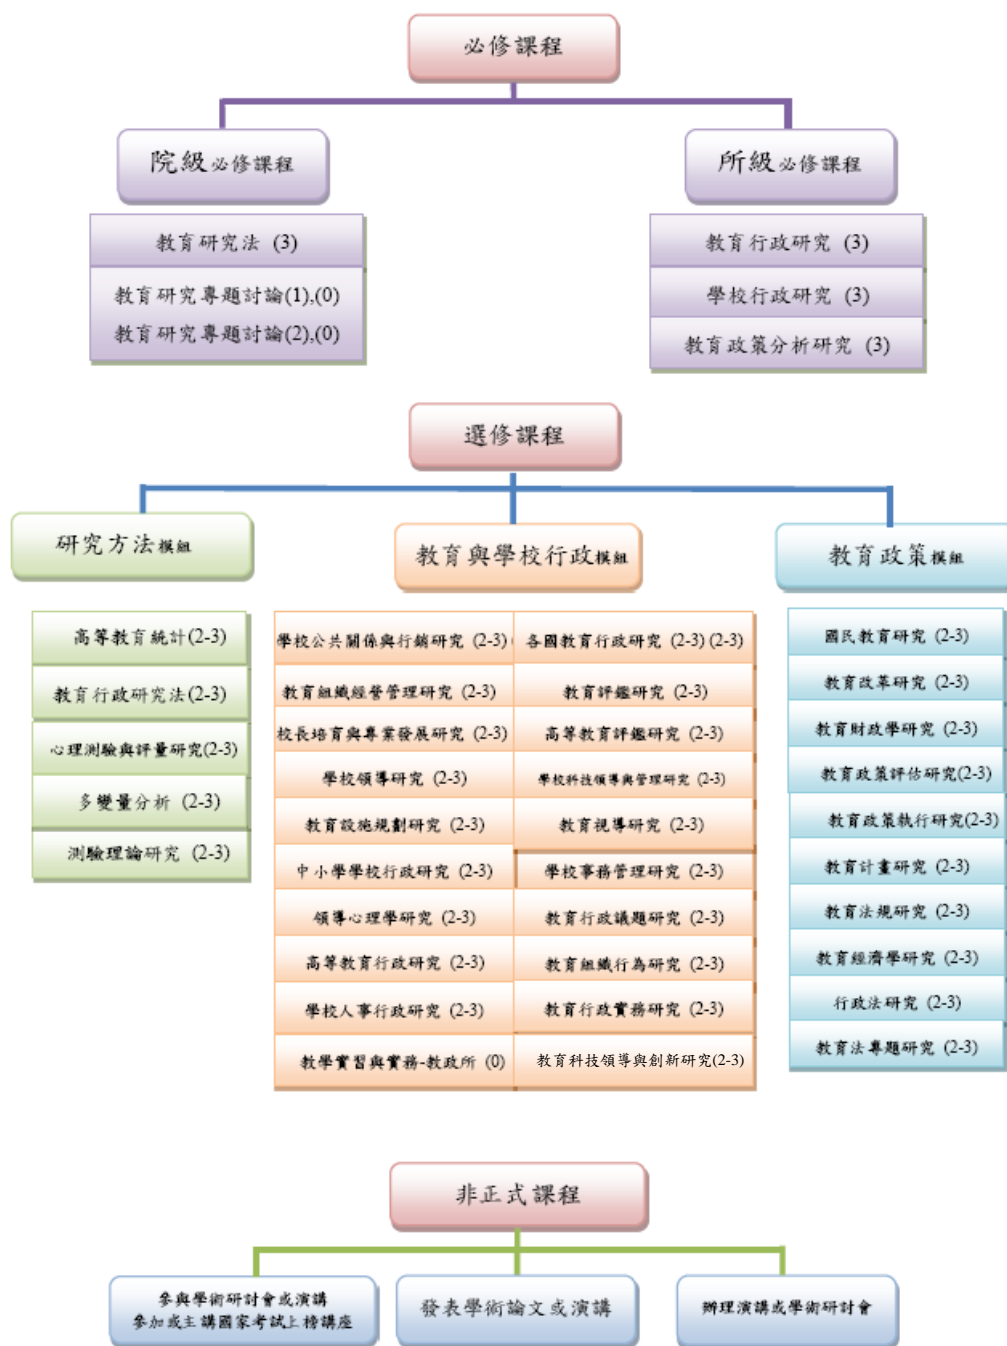 必修課程
院級必修課程
教育研究法 (3)
教育研究專題討論(1),(0)
教育研究專題討論(2),(0)
所級必修課程
教育行政研究 (3)
學校行政研究 (3)
教育政策分析研究 (3)
選修課程
研究方法模組
高等教育統計(2-3)
教育行政研究法(2-3)
心理測驗與評量研究(2-3)
多變量分析 (2-3)
測驗理論研究 (2-3)
教育與學校行政模組
學校公共關係與行銷研究 (2-3)
教育組織經營管理研究 (2-3)
校長培育與專業發展研究 (2-3)
學校領導研究 (2-3)
教育設施規劃研究 (2-3)
中小學學校行政研究 (2-3)
領導心理學研究 (2-3)
高等教育行政研究 (2-3)
學校人事行政研究 (2-3)
教學實習與實務-教政所 (0)
各國教育行政研究 (2-3) (2-3)
教育評鑑研究 (2-3)
高等教育評鑑研究 (2-3)
學校科技領導與管理研究 (2-3)
教育視導研究 (2-3)
學校事務管理研究 (2-3)
教育行政議題研究 (2-3)
教育組織行為研究 (2-3)
教育行政實務研究 (2-3)
教育科技領導與創新研究(2-3)
教育政策模組
國民教育研究 (2-3)
教育改革研究 (2-3)
教育財政學研究 (2-3)
教育政策評估研究(2-3)
教育政策執行研究(2-3)
教育計畫研究 (2-3)
教育法規研究 (2-3)
教育經濟學研究 (2-3)
行政法研究 (2-3)
教育法專題研究 (2-3)
非正式課程
參與學術研討會或演講
參加或主講國家考試上榜講座
發表學術論文或演講
辦理演講或學術研討會